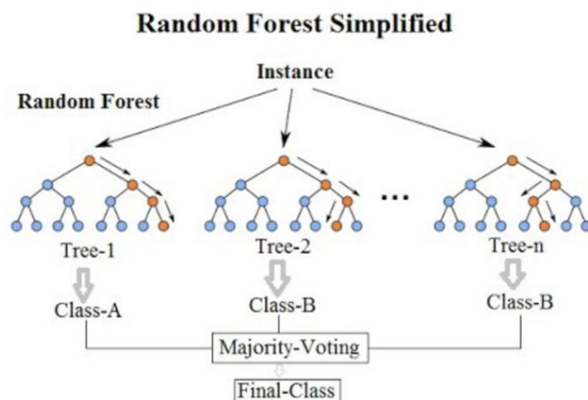 Random Forest Simplified
Instance
Random Forest
...
Tree-1
Tree-2
Tree-n
Class-A
Class-B
Class-B
Majority-Voting
Final-Class